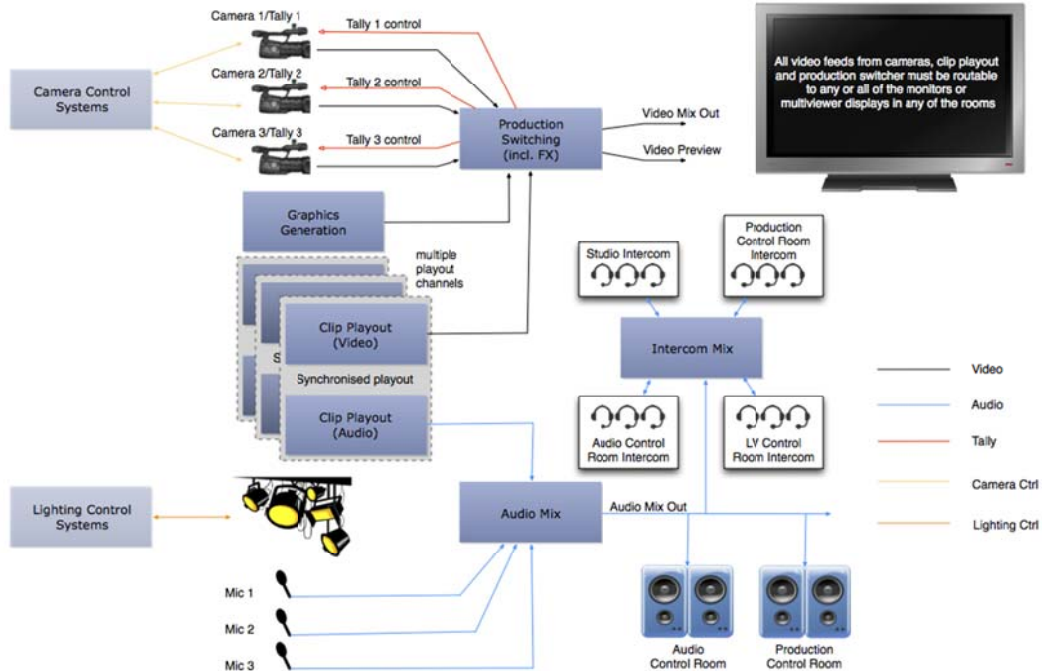 Camera 1/Tally 1
Tally 1 control
Camera Control
Systems
Camera 2/Tally 2
Tally 2 control
Camera 3/Tally 3
Tally 3 control
Production
Switching
(incl. FX)
Video Mix Out
Video Preview
All video feeds from cameras, clip playout
and production switcher must be routable
to any or all of the monitors or
multiviewer displays in any of the rooms
Graphics
Generation
multiple
playout
channels
Clip Playout
(Video)
S
Synchronised playout
Clip Playout
(Audio)
Studio Intercom
Production
Control Room
Intercom
Intercom Mix
Audio Control
Room Intercom
LV Control
Room Intercom
Video
Audio
Tally
Camera Ctrl
Lighting Ctrl
Lighting Control
Systems
Audio Mix
Audio Mix Out
Mic 1
Mic 2
Mic 3
Audio
Control Room
Production
Control Room